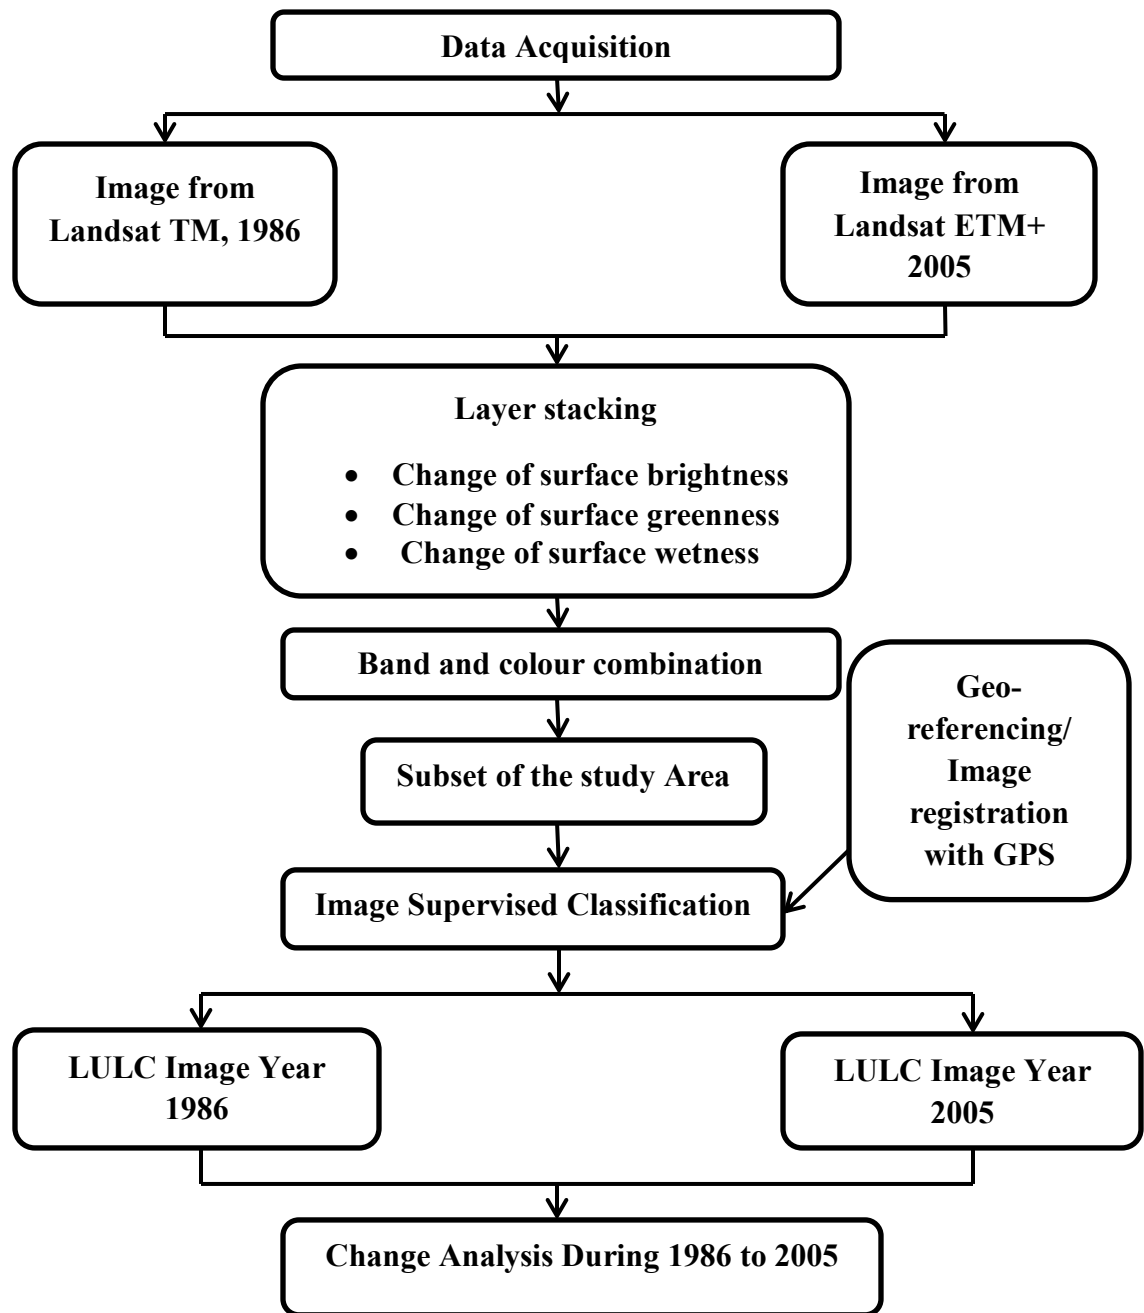 Data Acquisition
Image from
Landsat TM, 1986
Image from
Landsat ETM+
2005
Layer stacking
• Change of surface brightness
• Change of surface greenness
• Change of surface wetness
Band and colour combination
Geo-
referencing/
Image
registration
with GPS
Subset of the study Area
Image Supervised Classification
LULC Image Year
1986
LULC Image Year
2005
Change Analysis During 1986 to 2005